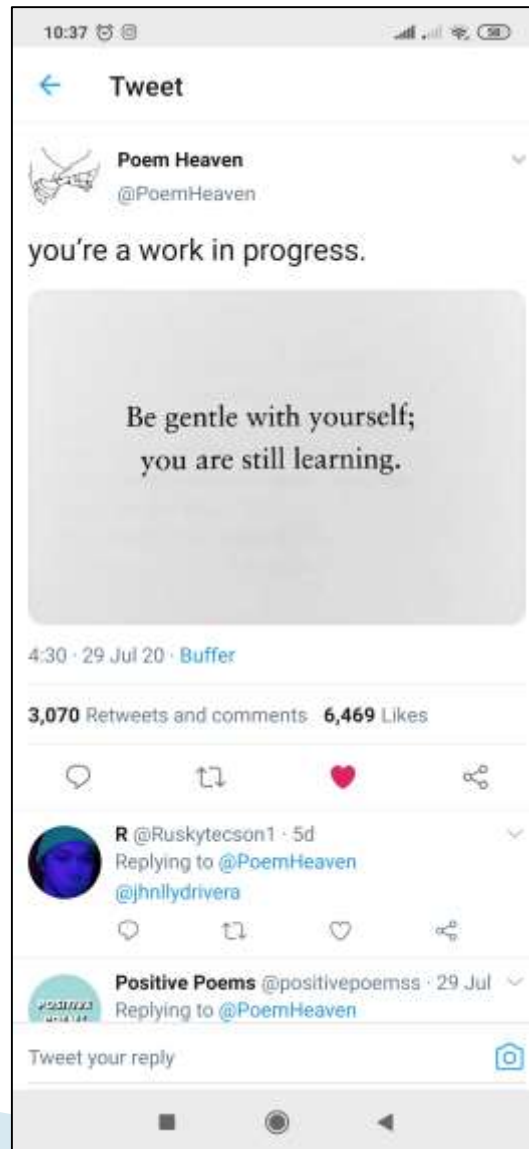 10:37
58
Tweet
Poem Heaven
@PoemHeaven
you're a work in progress.
Be gentle with yourself;
you are still learning.
4:30 · 29 Jul 20 · Buffer
3,070 Retweets and comments 6,469 Likes
R @Ruskytecson1 · 5d
Replying to @PoemHeaven
@jhnllydrivera
Positive Poems @positivepoemss · 29 Jul
POSITIVE
Replying to @PoemHeaven
Tweet your reply